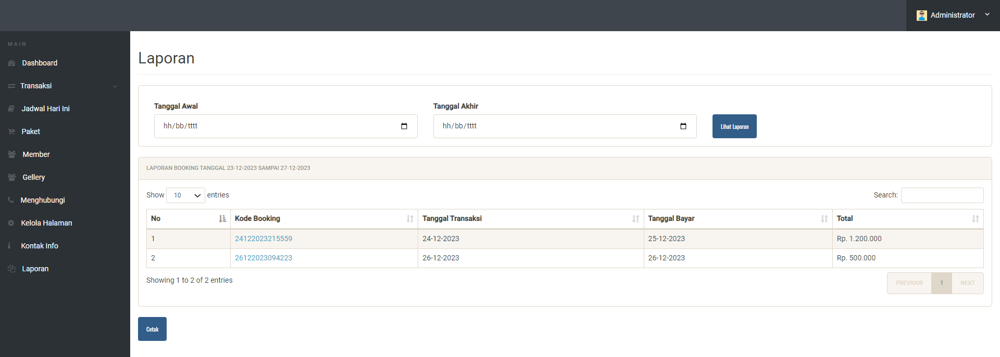 Administrator
MAIN
Dashboard
Transaksi
Jadwal Hari Ini
Paket
Member
Gellery
Menghubungi
Kelola Halaman
Kontak Info
Laporan
Laporan
Tanggal Awal
Tanggal Akhir
hh/bb/tttt
hh/bb/tttt
Lihat Laporan
LAPORAN BOOKING TANGGAL 23-12-2023 SAMPAI 27-12-2023
Show 10 entries
Search:
No Kode Booking Tanggal Transaksi Tanggal Bayar Total
1 24122023215559 24-12-2023 25-12-2023 Rp. 1.200.000
2 26122023094223 26-12-2023 26-12-2023 Rp. 500.000
Showing 1 to 2 of 2 entries
PREVIOUS 1 NEXT
Cetak